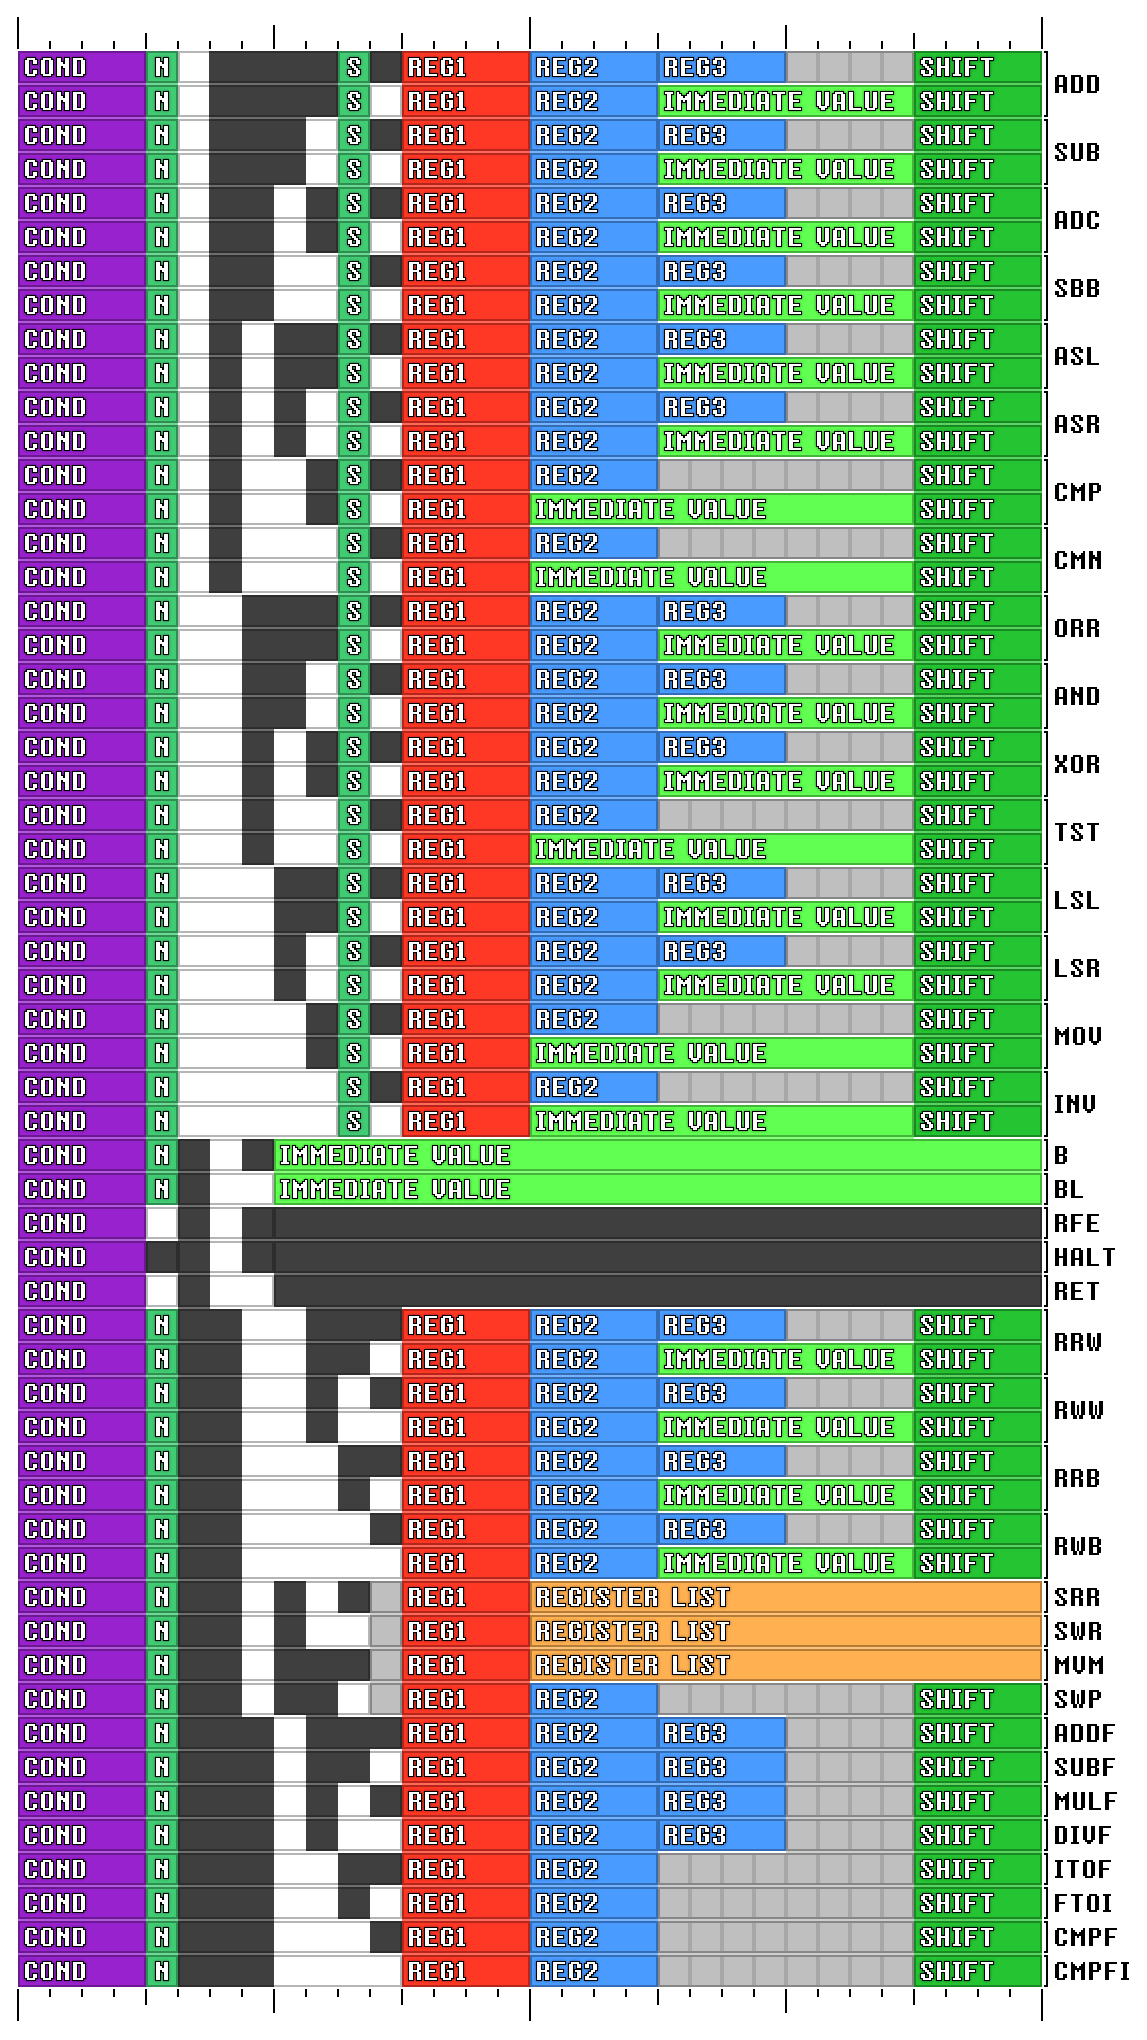 COND N S REG1 REG2 REG3 SHIFT
ADD
COND N S REG1 REG2 IMMEDIATE VALUE SHIFT
COND N S REG1 REG2 REG3 SHIFT
SUB
COND N S REG1 REG2 IMMEDIATE VALUE SHIFT
COND N S REG1 REG2 REG3 SHIFT
ADC
COND N S REG1 REG2 IMMEDIATE VALUE SHIFT
COND N S REG1 REG2 REG3 SHIFT
SBB
COND N S REG1 REG2 IMMEDIATE VALUE SHIFT
COND N S REG1 REG2 REG3 SHIFT
ASL
COND N S REG1 REG2 IMMEDIATE VALUE SHIFT
COND N S REG1 REG2 REG3 SHIFT
ASR
COND N S REG1 REG2 IMMEDIATE VALUE SHIFT
COND N S REG1 REG2 SHIFT
CMP
COND N S REG1 IMMEDIATE VALUE SHIFT
COND N S REG1 REG2 SHIFT
CMN
COND N S REG1 IMMEDIATE VALUE SHIFT
COND N S REG1 REG2 REG3 SHIFT
ORR
COND N S REG1 REG2 IMMEDIATE VALUE SHIFT
COND N S REG1 REG2 REG3 SHIFT
AND
COND N S REG1 REG2 IMMEDIATE VALUE SHIFT
COND N S REG1 REG2 REG3 SHIFT
XOR
COND N S REG1 REG2 IMMEDIATE VALUE SHIFT
COND N S REG1 REG2 SHIFT
TST
COND N S REG1 IMMEDIATE VALUE SHIFT
COND N S REG1 REG2 REG3 SHIFT
LSL
COND N S REG1 REG2 IMMEDIATE VALUE SHIFT
COND N S REG1 REG2 REG3 SHIFT
LSR
COND N S REG1 REG2 IMMEDIATE VALUE SHIFT
COND N S REG1 REG2 SHIFT
MOV
COND N S REG1 IMMEDIATE VALUE SHIFT
COND N S REG1 REG2 SHIFT
INV
COND N S REG1 IMMEDIATE VALUE SHIFT
COND N IMMEDIATE VALUE B
COND N IMMEDIATE VALUE BL
COND RFE
COND HALT
COND RET
COND N REG1 REG2 REG3 SHIFT
RRW
COND N REG1 REG2 IMMEDIATE VALUE SHIFT
COND N REG1 REG2 REG3 SHIFT
RWW
COND N REG1 REG2 IMMEDIATE VALUE SHIFT
COND N REG1 REG2 REG3 SHIFT
RRB
COND N REG1 REG2 IMMEDIATE VALUE SHIFT
COND N REG1 REG2 REG3 SHIFT
RWB
COND N REG1 REG2 IMMEDIATE VALUE SHIFT
COND N REG1 REGISTER LIST SRR
COND N REG1 REGISTER LIST SWR
COND N REG1 REGISTER LIST MVM
COND N REG1 REG2 SHIFT SWP
COND N REG1 REG2 REG3 SHIFT ADDF
COND N REG1 REG2 REG3 SHIFT SUBF
COND N REG1 REG2 REG3 SHIFT MULF
COND N REG1 REG2 REG3 SHIFT DIVF
COND N REG1 REG2 SHIFT ITOF
COND N REG1 REG2 SHIFT FTOI
COND N REG1 REG2 SHIFT CMPF
COND N REG1 REG2 SHIFT CMPFI